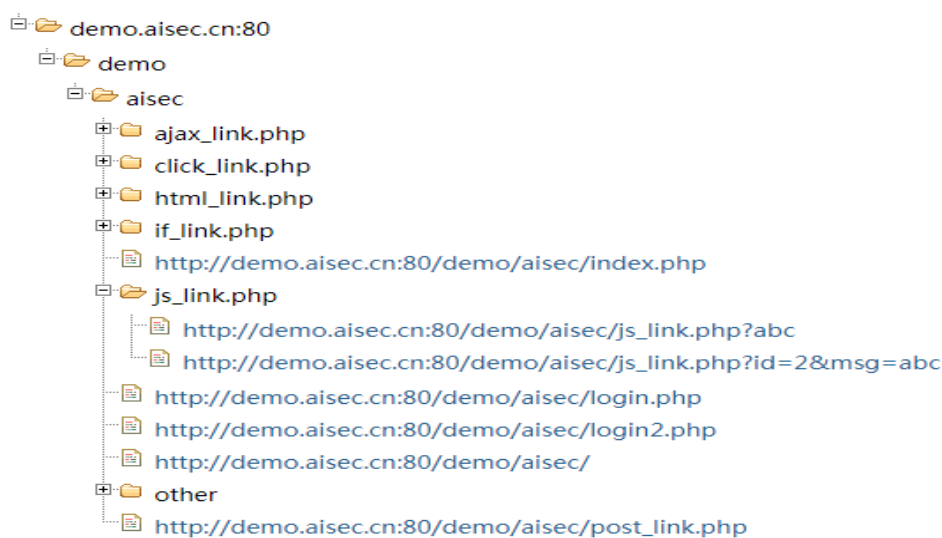 demo.aisec.cn:80
demo
aisec
ajax_link.php
click_link.php
html_link.php
if_link.php
http://demo.aisec.cn:80/demo/aisec/index.php
js_link.php
http://demo.aisec.cn:80/demo/aisec/js_link.php?abc
http://demo.aisec.cn:80/demo/aisec/js_link.php?id=2&msg=abc
http://demo.aisec.cn:80/demo/aisec/login.php
http://demo.aisec.cn:80/demo/aisec/login2.php
http://demo.aisec.cn:80/demo/aisec/
other
http://demo.aisec.cn:80/demo/aisec/post_link.php